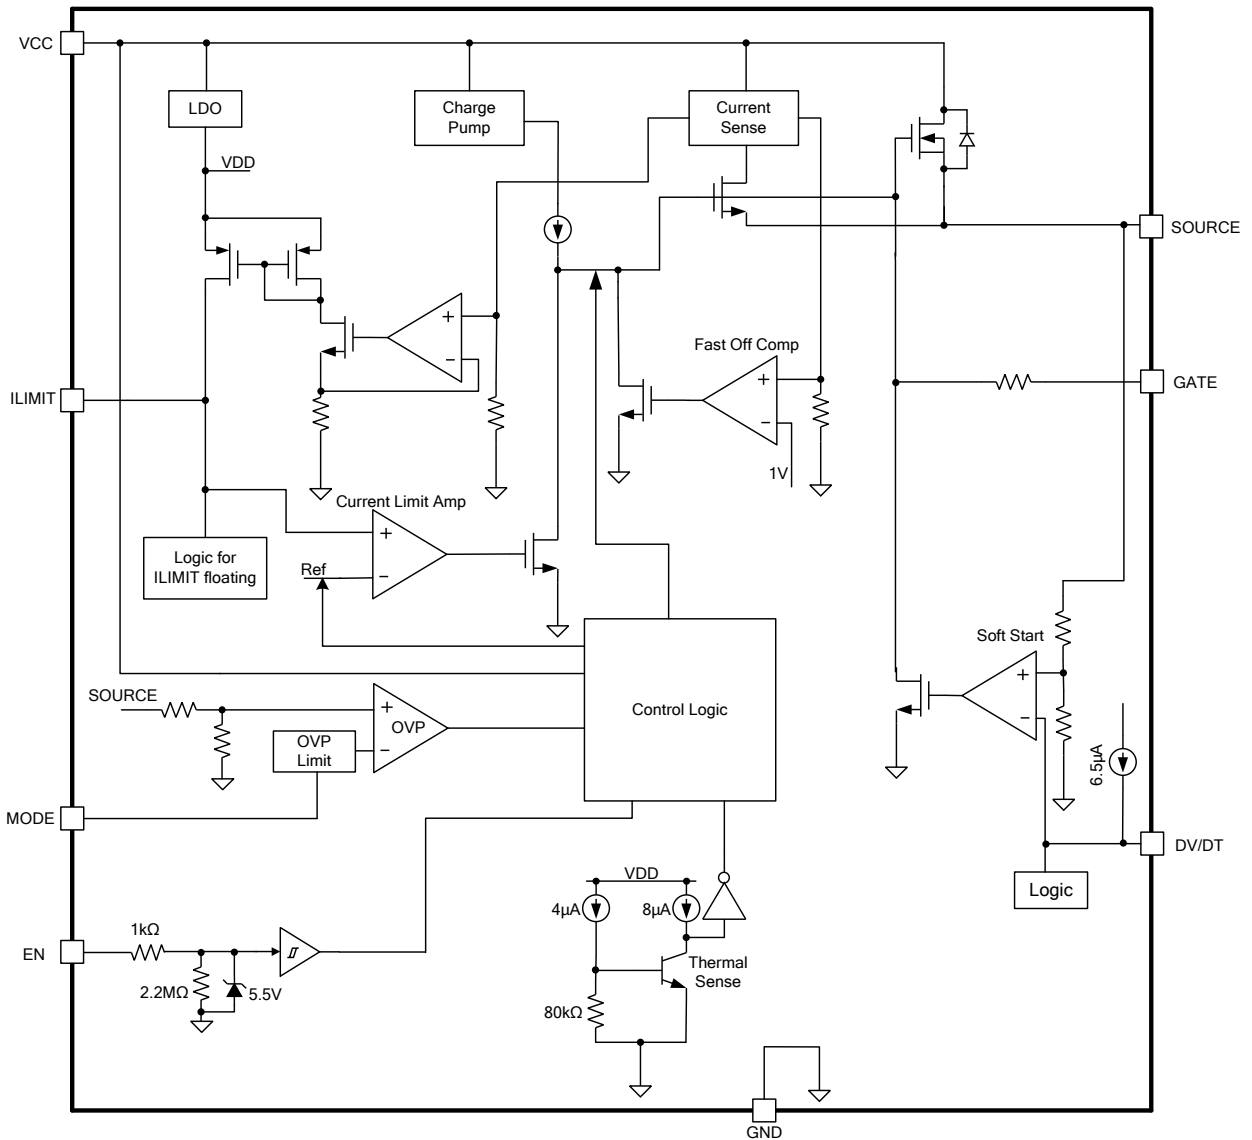 VCC
LDO
Charge
Pump
Current
Sense
VDD
SOURCE
Fast Off Comp
+
−
+
−
GATE
ILIMIT
1V
Current Limit Amp
+
−
Logic for
ILIMIT floating
Ref
Soft Start
+
−
SOURCE
+
OVP
−
OVP
Limit
Control Logic
6.5µA
MODE
DV/DT
VDD
Logic
4µA
8µA
1kΩ
EN
Thermal
Sense
2.2MΩ
5.5V
80kΩ
GND